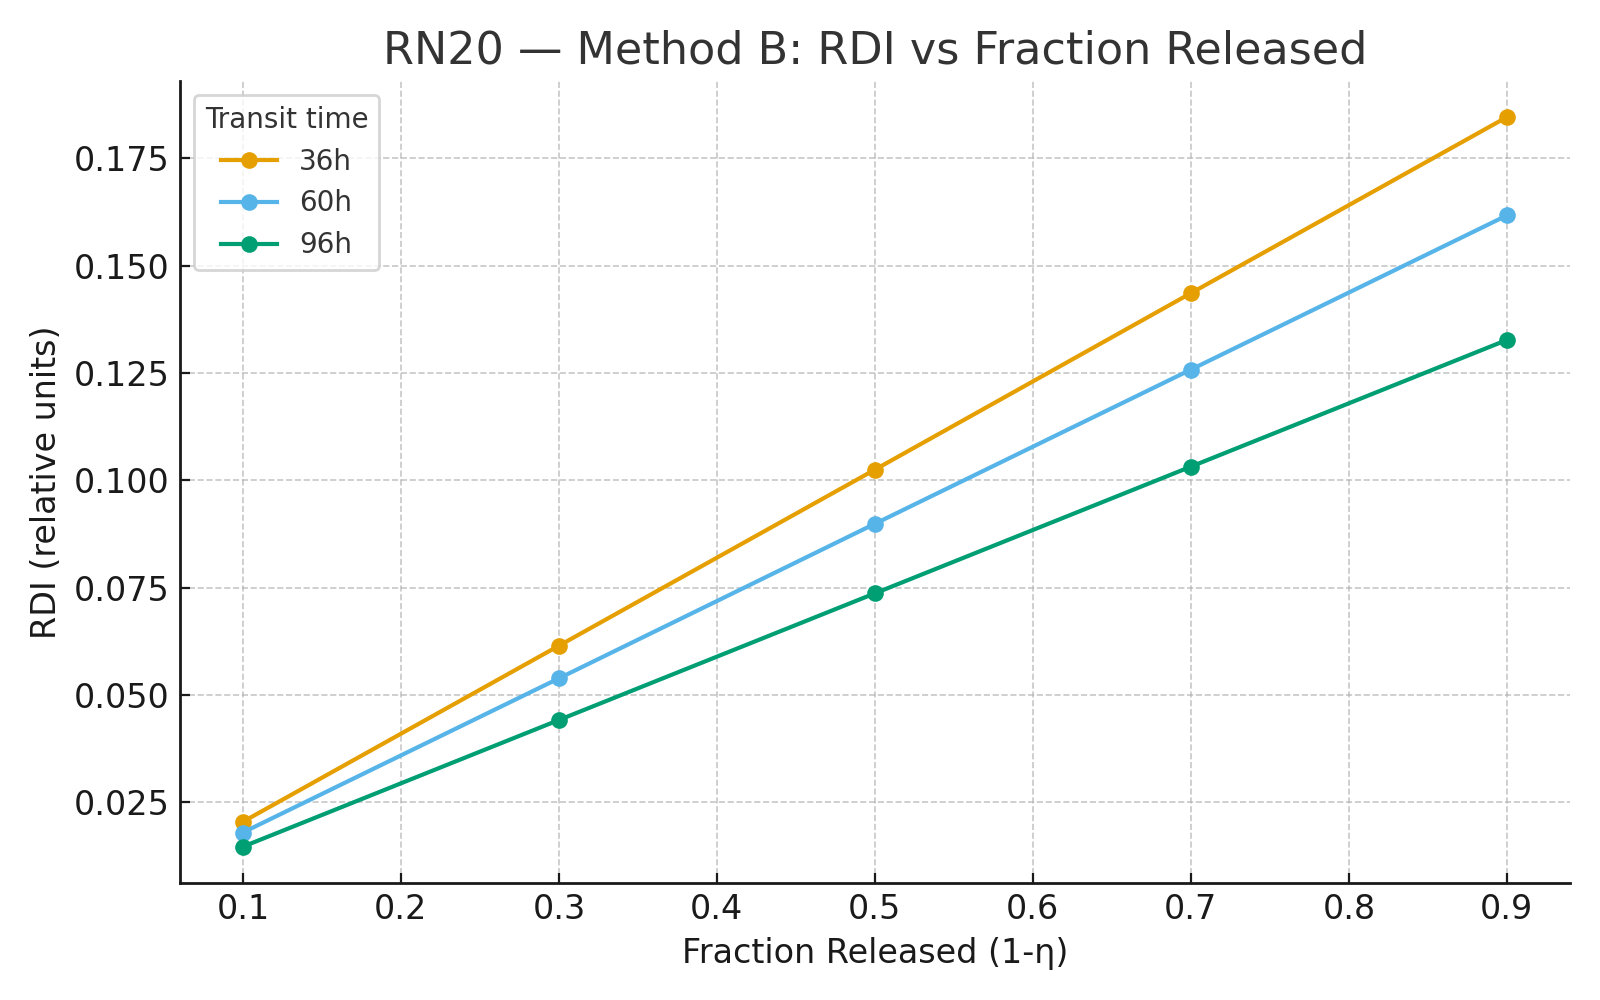 RN20 — Method B: RDI vs Fraction Released
Transit time
36h
60h
96h
RDI (relative units)
0.175
0.150
0.125
0.100
0.075
0.050
0.025
0.1 0.2 0.3 0.4 0.5 0.6 0.7 0.8 0.9
Fraction Released (1-η)